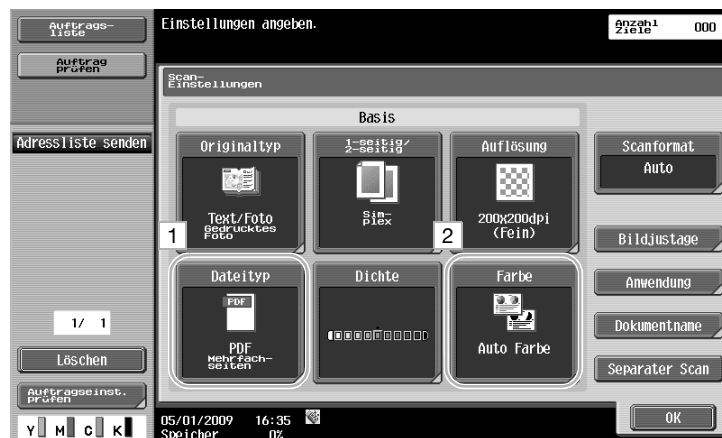 Auftrags-
liste
Auftrag
prüfen
Einstellungen angeben.
Anzahl
Ziele
000
Scan-
Einstellungen
Basis
Adressliste senden
Originaltyp
Text/Foto
Gedrucktes
Foto
1-seitig/
2-seitig
Sim-
plex
Auflösung
200x200dpi
(Fein)
Scanformat
Auto
1
2
Dateityp
PDF
PDF
Mehrfach-
seiten
Dichte
Farbe
Auto Farbe
Bildjustage
Anwendung
Dokumentname
Separater Scan
1/ 1
Löschen
Auftragseinst.
prüfen
Y M C K
05/01/2009 16:35
Speicher 0%
OK